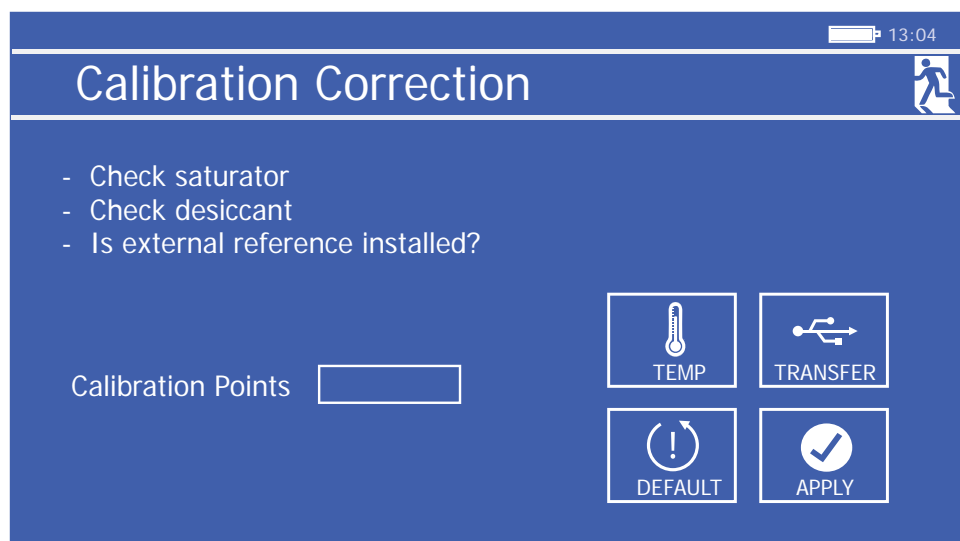 13:04
Calibration Correction
- Check saturator
- Check desiccant
- Is external reference installed?
TEMP
TRANSFER
Calibration Points
!
DEFAULT
APPLY